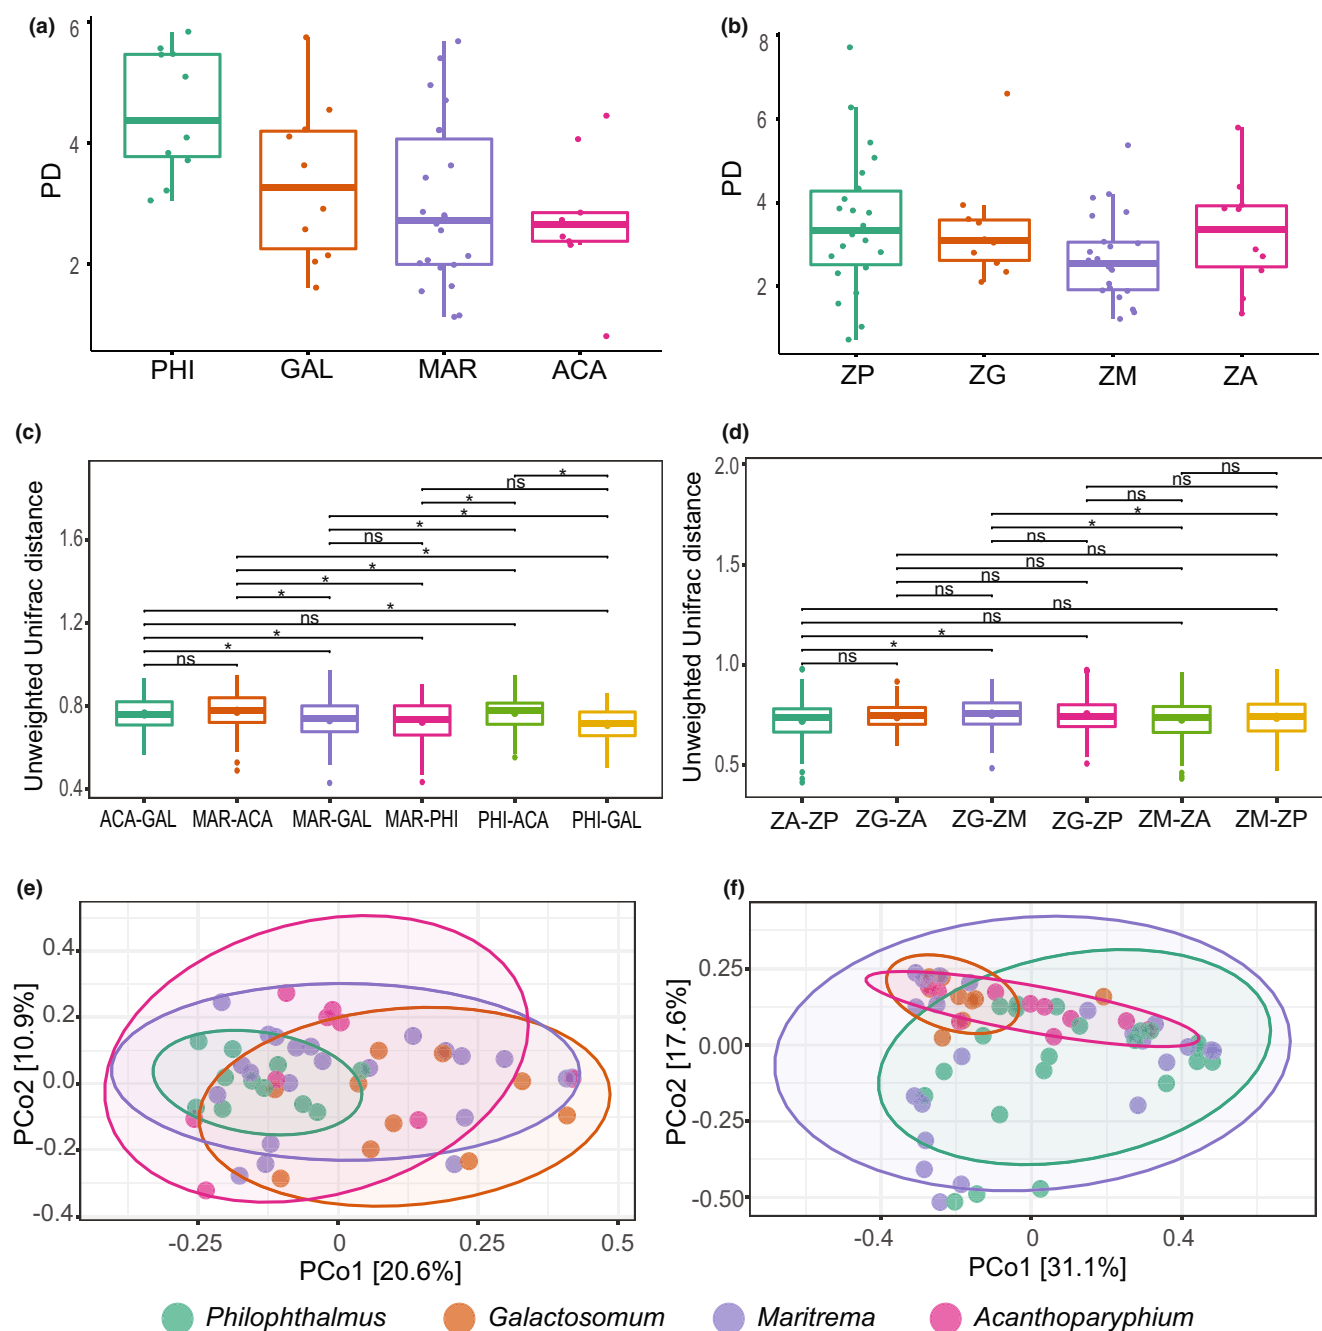 (a)
6
4
2
PD
PHI GAL MAR ACA
(b)
8
6
4
2
PD
ZP ZG ZM ZA
(c)
Unweighted Unifrac distance
1.6
1.2
0.8
0.4
*
ns
*
*
*
ns
*
*
*
*
*
ns
*
*
ns
ACA-GAL MAR-ACA MAR-GAL MAR-PHI PHI-ACA PHI-GAL
(d)
Unweighted Unifrac distance
2.0
1.5
1.0
0.5
ns
ns
ns
*
*
ns
ns
ns
ns
ns
ns
ns
*
*
ns
ZA-ZP ZG-ZA ZG-ZM ZG-ZP ZM-ZA ZM-ZP
(e)
PCo2 [10.9%]
0.4
0.2
0.0
-0.2
-0.4
-0.25 0 0.25 0.5
PCo1 [20.6%]
(f)
PCo2 [17.6%]
0.25
0.00
-0.25
-0.50
-0.4 0 0.4
PCo1 [31.1%]
Philophthalmus Galactosomum Maritrema Acanthoparyphium